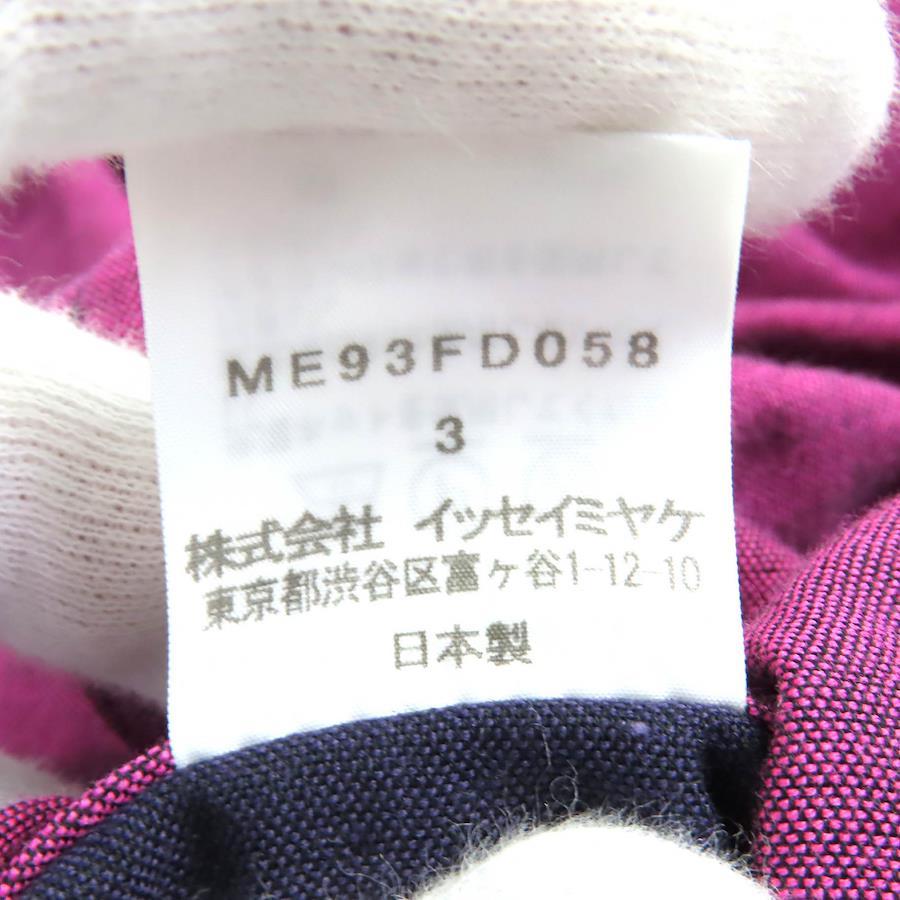 ME93FD058
3
株式会社 イッセイミヤケ
東京都渋谷区富ヶ谷1-12-10
日本製